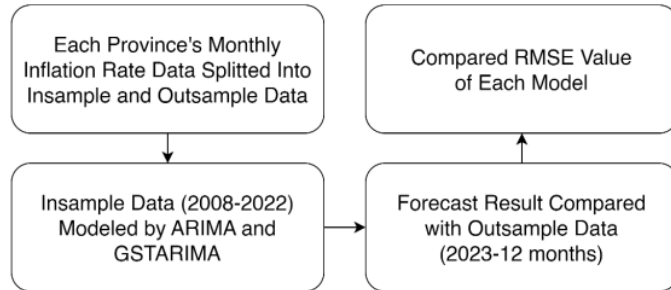 Each Province's Monthly
Inflation Rate Data Splitted Into
Insample and Outsample Data
Insample Data (2008-2022)
Modeled by ARIMA and
GSTARIMA
Forecast Result Compared
with Outsample Data
(2023-12 months)
Compared RMSE Value
of Each Model